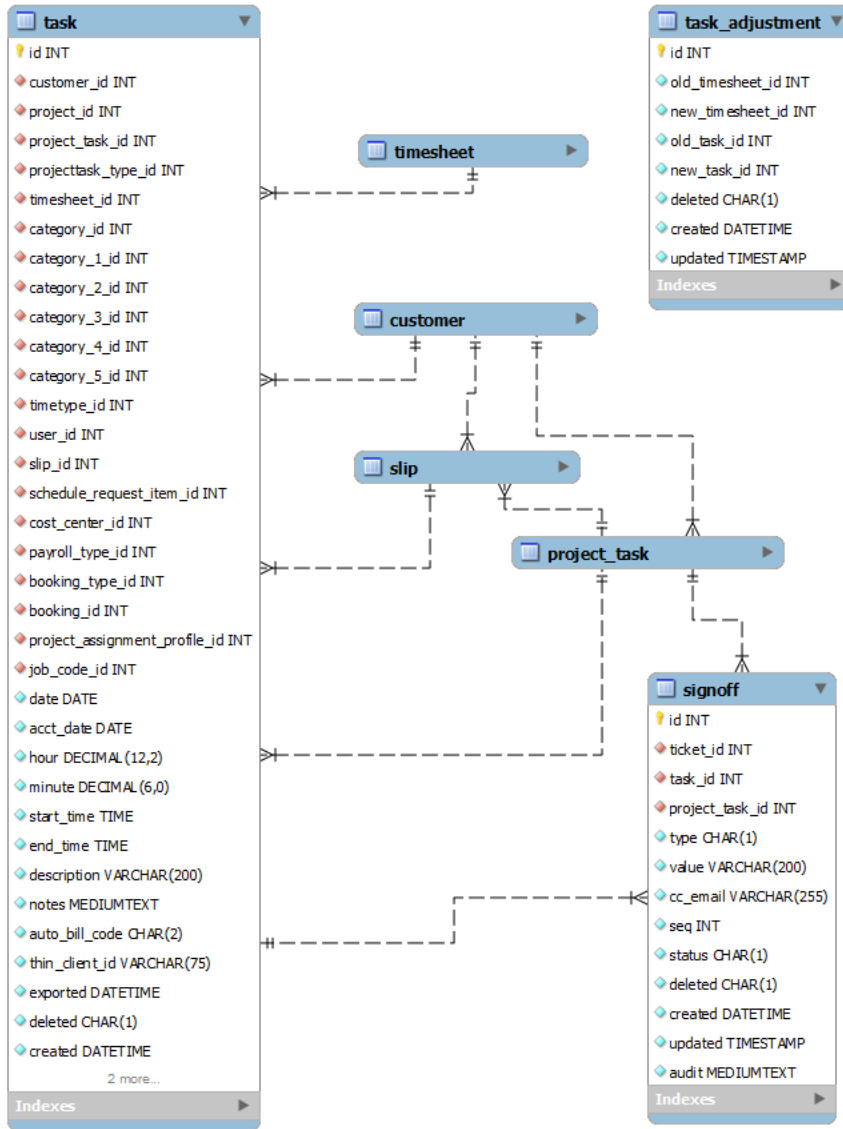 task
id INT
customer_id INT
project_id INT
project_task_id INT
projecttask_type_id INT
timesheet_id INT
category_id INT
category_1_id INT
category_2_id INT
category_3_id INT
category_4_id INT
category_5_id INT
timetype_id INT
user_id INT
slip_id INT
schedule_request_item_id INT
cost_center_id INT
payroll_type_id INT
booking_type_id INT
booking_id INT
project_assignment_profile_id INT
job_code_id INT
date DATE
acct_date DATE
hour DECIMAL(12,2)
minute DECIMAL(6,0)
start_time TIME
end_time TIME
description VARCHAR(200)
notes MEDIUMTEXT
auto_bill_code CHAR(2)
thin_client_id VARCHAR(75)
exported DATETIME
deleted CHAR(1)
created DATETIME
2 more...
Indexes
timesheet
customer
slip
project_task
task_adjustment
id INT
old_timesheet_id INT
new_timesheet_id INT
old_task_id INT
new_task_id INT
deleted CHAR(1)
created DATETIME
updated TIMESTAMP
Indexes
signoff
id INT
ticket_id INT
task_id INT
project_task_id INT
type CHAR(1)
value VARCHAR(200)
cc_email VARCHAR(255)
seq INT
status CHAR(1)
deleted CHAR(1)
created DATETIME
updated TIMESTAMP
audit MEDIUMTEXT
Indexes